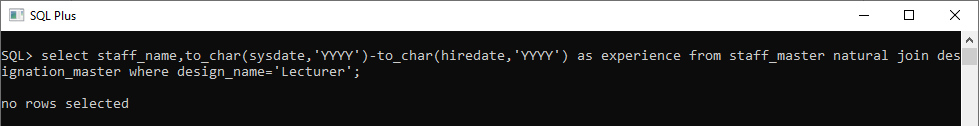 SQL Plus
SQL> select staff_name,to_char(sysdate,'YYYY')-to_char(hiredate,'YYYY') as experience from staff_master natural join des
ignation_master where design_name='Lecturer';
no rows selected